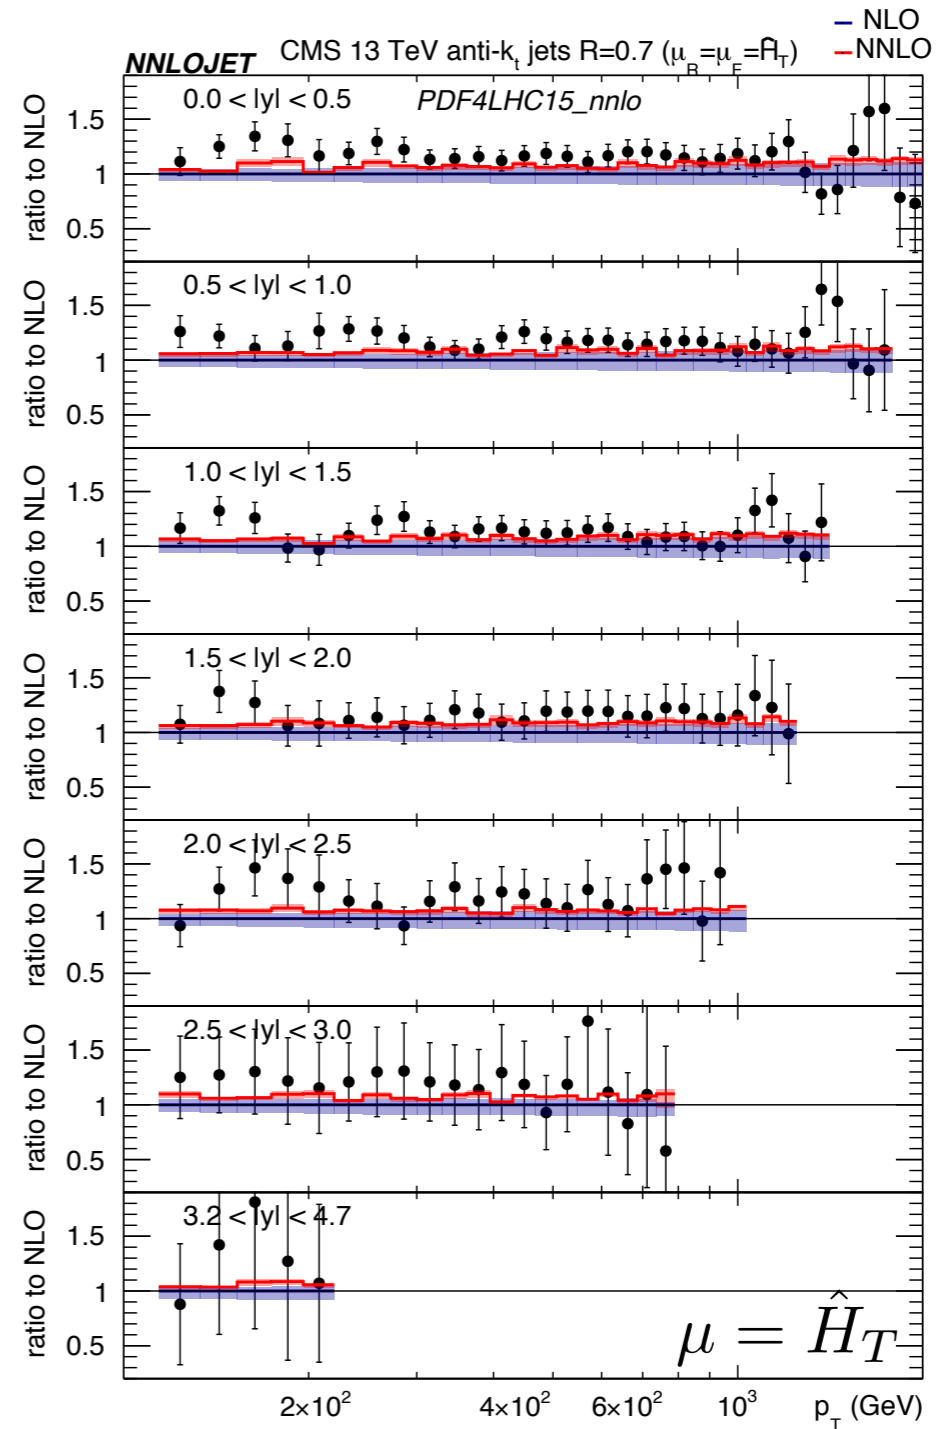 NLO
NNLO
NNLOJET CMS 13 TeV anti-kt jets R=0.7 (μR=μF=ĤT)
0.0 < |y| < 0.5 PDF4LHC15_nnlo
ratio to NLO
1.5
1
0.5
0.5 < |y| < 1.0
ratio to NLO
1.5
1
0.5
1.0 < |y| < 1.5
ratio to NLO
1.5
1
0.5
1.5 < |y| < 2.0
ratio to NLO
1.5
1
0.5
2.0 < |y| < 2.5
ratio to NLO
1.5
1
0.5
2.5 < |y| < 3.0
ratio to NLO
1.5
1
0.5
3.2 < |y| < 4.7
ratio to NLO
1.5
1
0.5
μ = ĤT
2×10² 4×10² 6×10² 10³ pT (GeV)